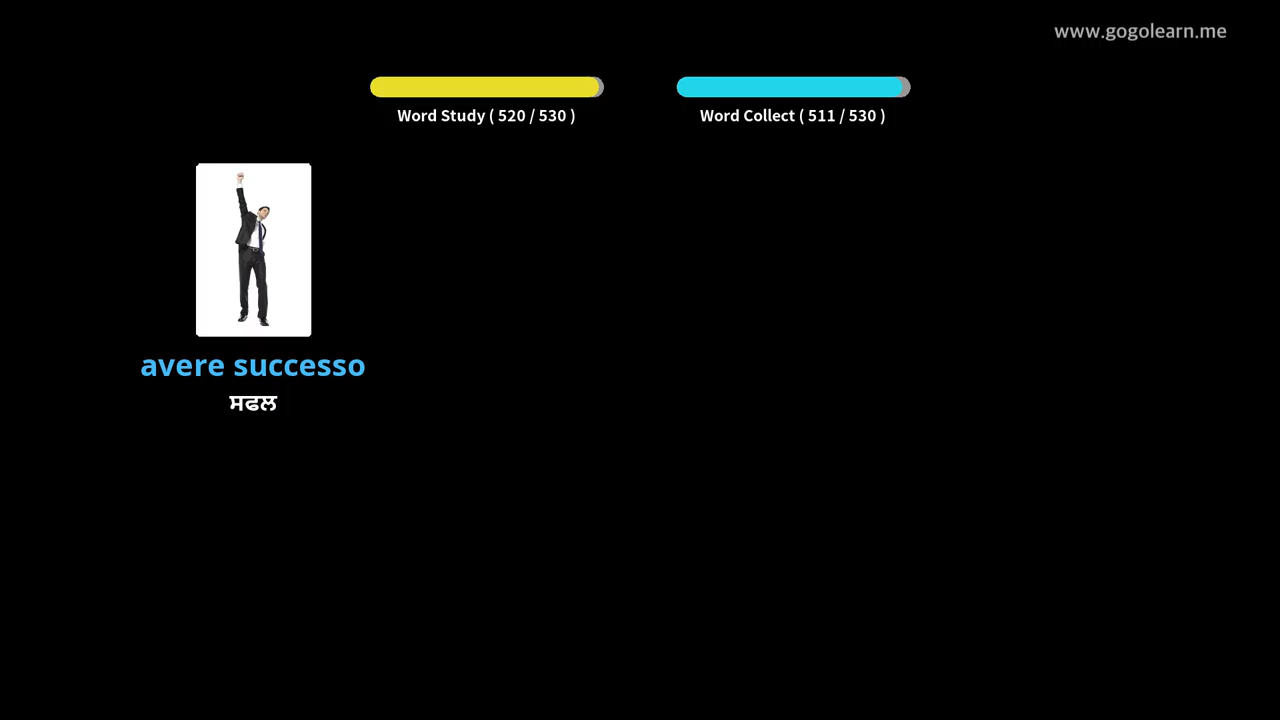 www.gogolearn.me
Word Study ( 520 / 530 )
Word Collect ( 511 / 530 )
avere successo
ਸਫਲ